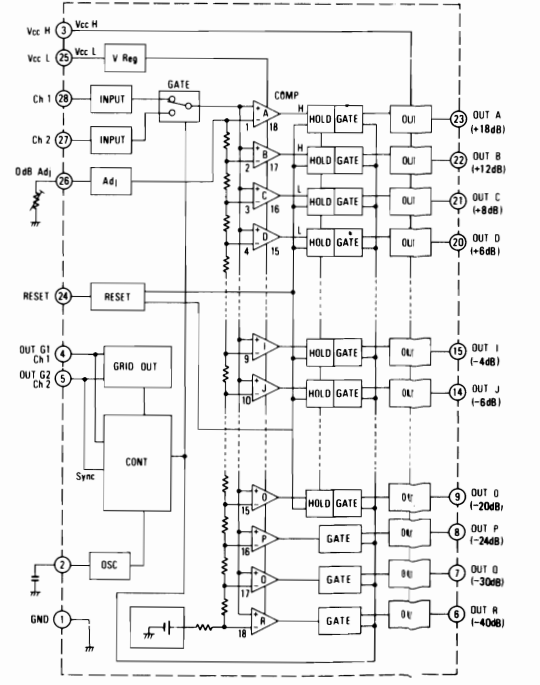 Vcc H 3 Vcc H
Vcc L 25 Vcc L V Reg
GATE
Ch 1 28 INPUT
COMP
+ A − 1 18 H HOLD GATE OUT 23 OUT A (+18dB)
Ch 2 27 INPUT
+ B − 2 17 H HOLD GATE OUT 22 OUT B (+12dB)
0dB Adj 26 Adj
+ C − 3 16 L HOLD GATE OUT 21 OUT C (+8dB)
+ D − 4 15 L HOLD GATE OUT 20 OUT D (+6dB)
RESET 24 RESET
OUT G1 Ch 1 4 GRID OUT
+ I − 9 HOLD GATE OUT 15 OUT I (−4dB)
OUT G2 Ch 2 5
+ J − 10 HOLD GATE OUT 14 OUT J (−6dB)
CONT
Sync
+ O − 15 HOLD GATE OUT 9 OUT O (−20dB)
+ P − 16 GATE OUT 8 OUT P (−24dB)
2 OSC
+ Q − 17 GATE OUT 7 OUT Q (−30dB)
GND 1
+ R − 18 GATE OUT 6 OUT R (−40dB)